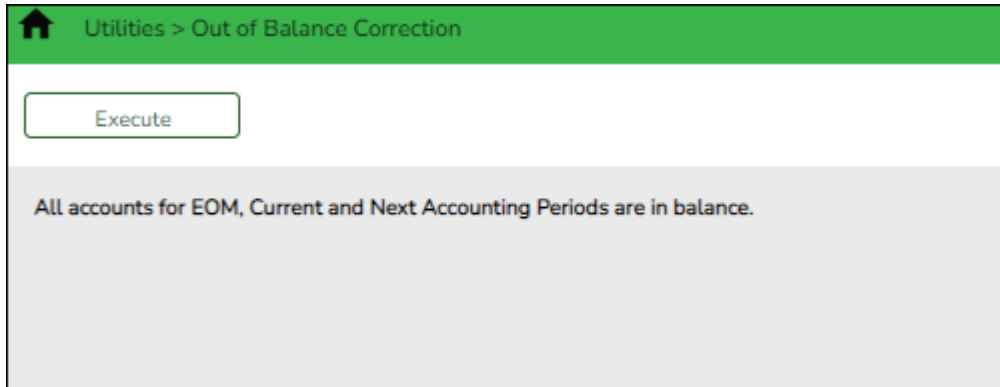 Utilities > Out of Balance Correction
Execute
All accounts for EOM, Current and Next Accounting Periods are in balance.